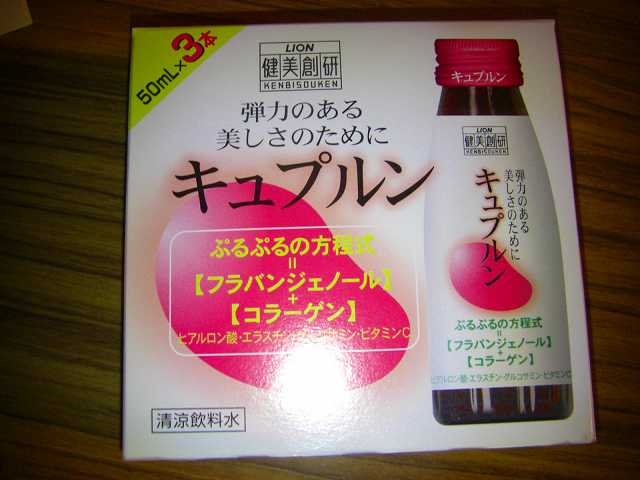 50mL×3本
LION
健美創研
KENBISOUKEN
弾力のある
美しさのために
キュプルン
ぷるぷるの方程式
=
【フラバンジェノール】
+
【コラーゲン】
ヒアルロン酸・エラスチン・グルコサミン・ビタミンC
清涼飲料水
キュプルン
LION
健美創研
KENBISOUKEN
弾力のある
美しさのために
キュプルン
ぷるぷるの方程式
=
【フラバンジェノール】
+
【コラーゲン】
ヒアルロン酸・エラスチン・グルコサミン・ビタミンC